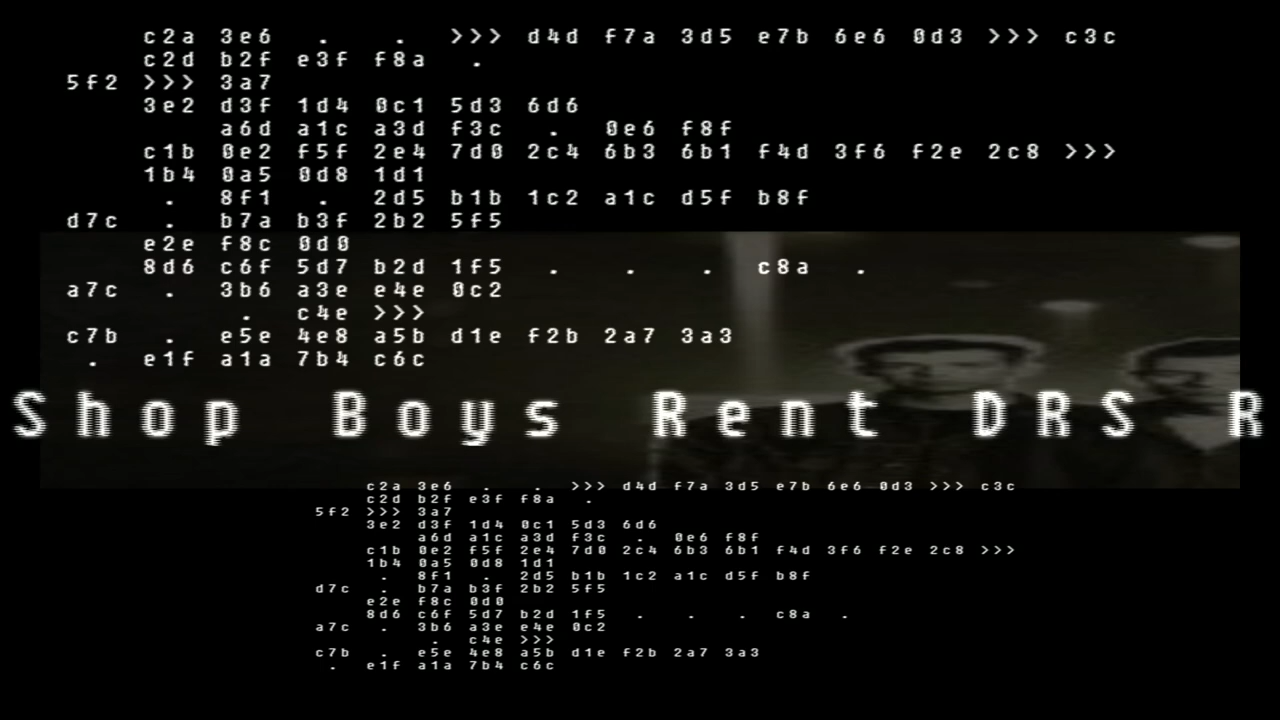 c2a 3e6 . . >>> d4d f7a 3d5 e7b 6e6 0d3 >>> c3c
c2d b2f e3f f8a .
5f2 >>> 3a7
3e2 d3f 1d4 0c1 5d3 6d6
a6d a1c a3d f3c . 0e6 f8f
c1b 0e2 f5f 2e4 7d0 2c4 6b3 6b1 f4d 3f6 f2e 2c8 >>>
1b4 0a5 0d8 1d1
. 8f1 . 2d5 b1b 1c2 a1c d5f b8f
d7c . b7a b3f 2b2 5f5
e2e f8c 0d0
8d6 c6f 5d7 b2d 1f5 . . . c8a .
a7c . 3b6 a3e e4e 0c2
. c4e >>>
c7b . e5e 4e8 a5b d1e f2b 2a7 3a3
. e1f a1a 7b4 c6c
Shop Boys Rent DRS R
c2a 3e6 . . >>> d4d f7a 3d5 e7b 6e6 0d3 >>> c3c
c2d b2f e3f f8a .
5f2 >>> 3a7
3e2 d3f 1d4 0c1 5d3 6d6
a6d a1c a3d f3c . 0e6 f8f
c1b 0e2 f5f 2e4 7d0 2c4 6b3 6b1 f4d 3f6 f2e 2c8 >>>
1b4 0a5 0d8 1d1
. 8f1 . 2d5 b1b 1c2 a1c d5f b8f
d7c . b7a b3f 2b2 5f5
e2e f8c 0d0
8d6 c6f 5d7 b2d 1f5 . . . c8a .
a7c . 3b6 a3e e4e 0c2
. c4e >>>
c7b . e5e 4e8 a5b d1e f2b 2a7 3a3
. e1f a1a 7b4 c6c